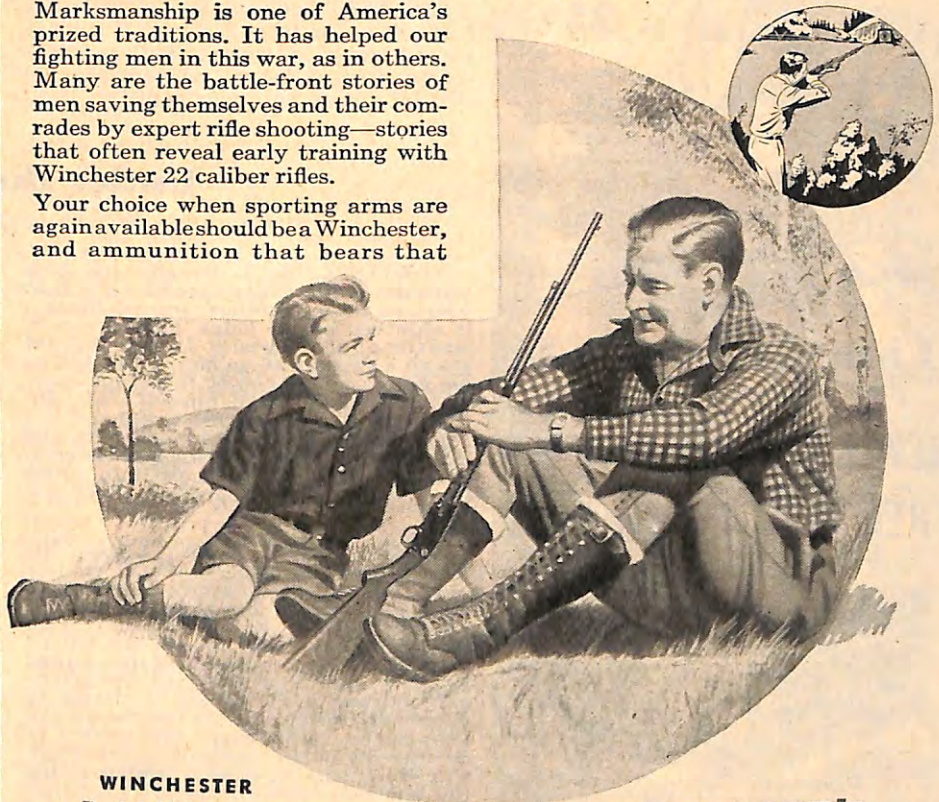 Marksmanship is one of America's
prized traditions. It has helped our
fighting men in this war, as in others.
Many are the battle-front stories of
men saving themselves and their com-
rades by expert rifle shooting—stories
that often reveal early training with
Winchester 22 caliber rifles.
Your choice when sporting arms are
again available should be a Winchester,
and ammunition that bears that
WINCHESTER